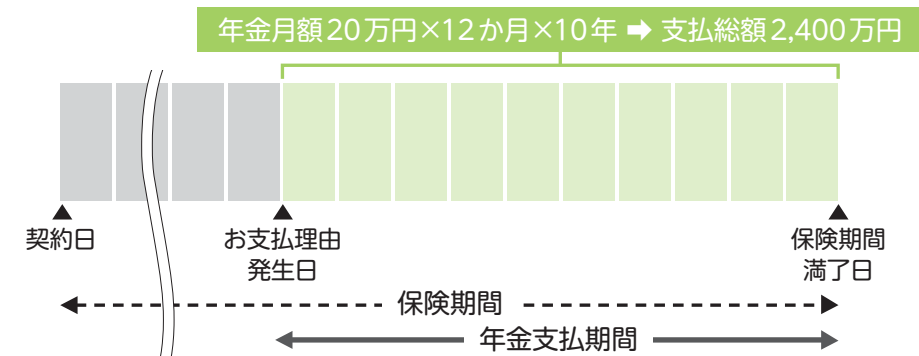 年金月額20万円×12か月×10年 ➡ 支払総額2,400万円
契約日
お支払理由
発生日
保険期間
満了日
保険期間
年金支払期間